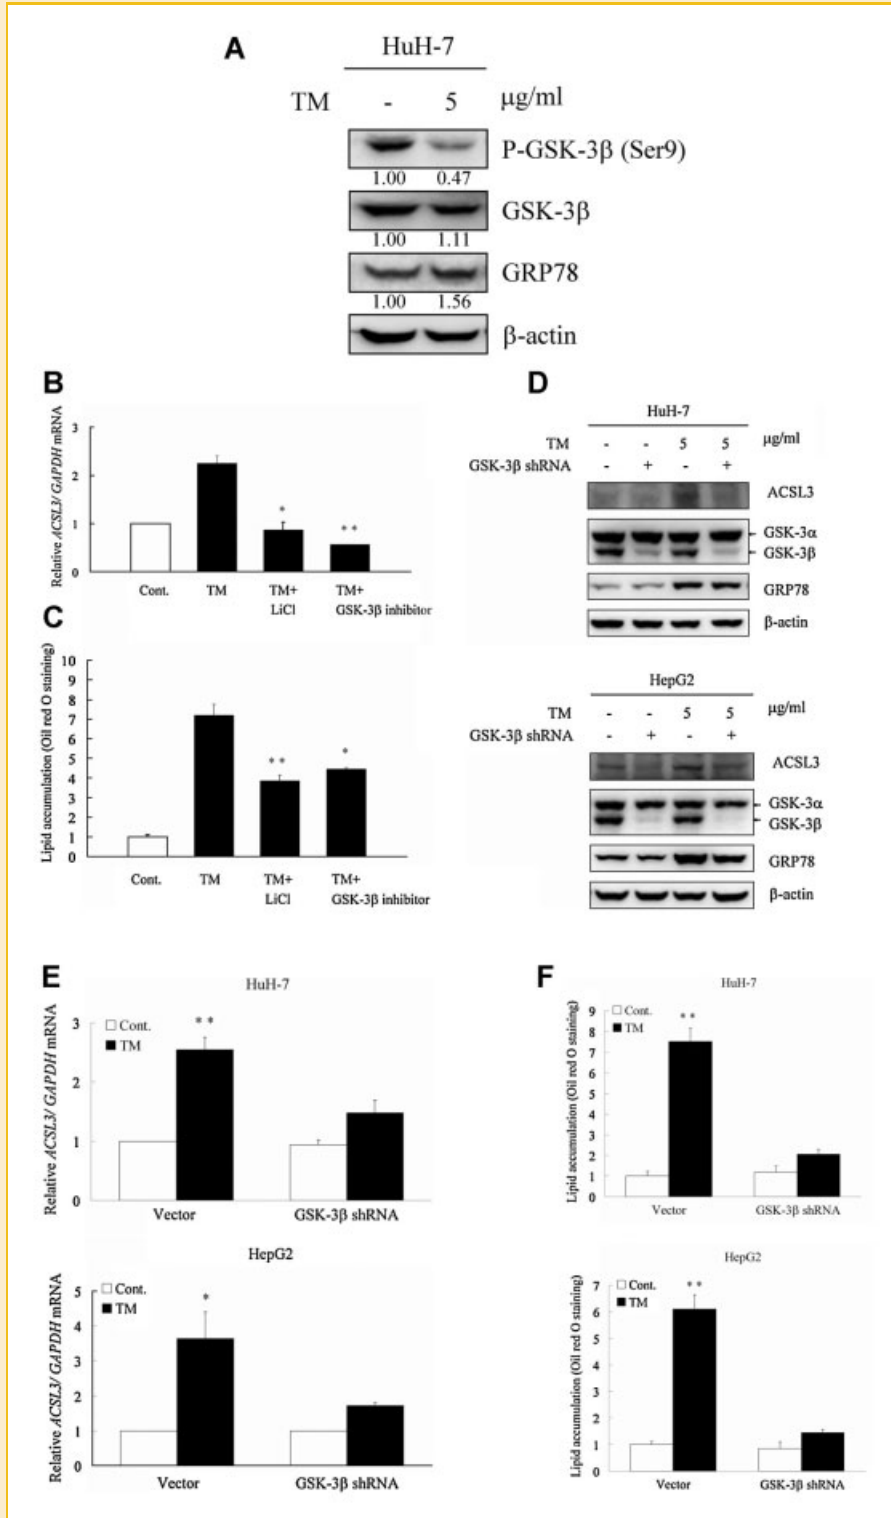 A
HuH-7
TM - 5 μg/ml
P-GSK-3β (Ser9)
1.00 0.47
GSK-3β
1.00 1.11
GRP78
1.00 1.56
β-actin
B
Relative ACSL3/ GAPDH mRNA
3
2
1
0
Cont. TM TM+ TM+
LiCl GSK-3β inhibitor
C
Lipid accumulation (Oil red O staining)
10
9
8
7
6
5
4
3
2
1
0
* *
*
* *
*
Cont. TM TM+ TM+
LiCl GSK-3β inhibitor
D
HuH-7
TM - - 5 5 μg/ml
GSK-3β shRNA - + - +
ACSL3
GSK-3α
GSK-3β
GRP78
β-actin
HepG2
TM - - 5 5 μg/ml
GSK-3β shRNA - + - +
ACSL3
GSK-3α
GSK-3β
GRP78
β-actin
E
HuH-7
Relative ACSL3/ GAPDH mRNA
3
2
1
0
Cont.
TM
* *
Vector GSK-3β shRNA
HepG2
Relative ACSL3/ GAPDH mRNA
5
4
3
2
1
0
Cont.
TM
*
Vector GSK-3β shRNA
F
HuH-7
Lipid accumulation (Oil red O staining)
9
8
7
6
5
4
3
2
1
0
Cont.
TM
* *
Vector GSK-3β shRNA
HepG2
Lipid accumulation (Oil red O staining)
7
6
5
4
3
2
1
0
Cont.
TM
* *
Vector GSK-3β shRNA